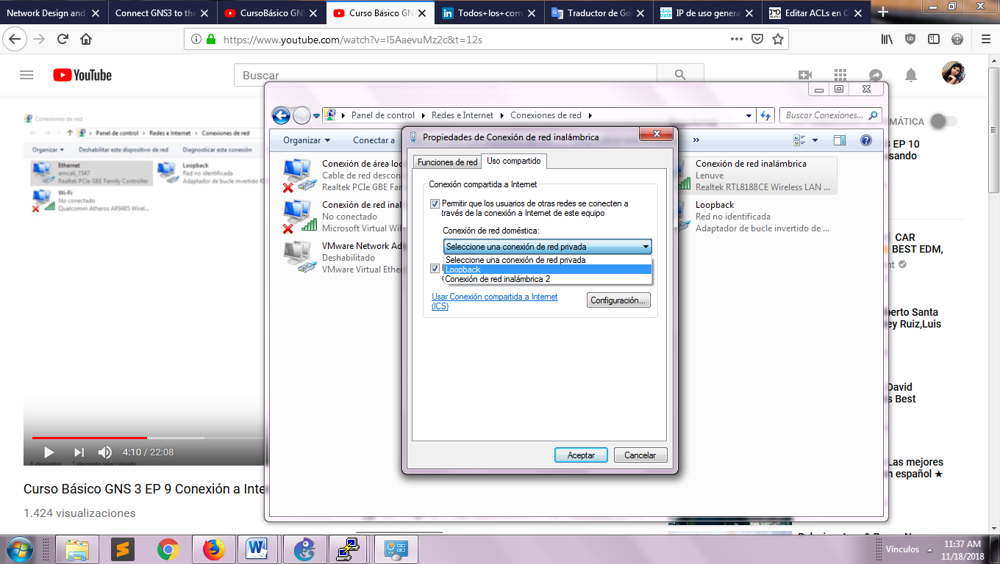 Network Design and
Connect GNS3 to the
CursoBásico GNS
Curso Básico GN
Todos+los+com
Traductor de Goo
IP de uso genera
Editar ACLs en C
https://www.youtube.com/watch?v=I5AaevuMz2c&t=12s
YouTube
Buscar
Conexiones de red
Panel de control
Redes e Internet
Conexiones de red
Organizar
Deshabilitar este dispositivo de red
Diagnosticar esta conexión
Ethernet
emcali_1547
Realtek PCIe GBE Family Controller
Loopback
Red no identificada
Adaptador de bucle invertido K
Wi-Fi
No conectado
Qualcomm Atheros AR9485 Wirel...
4:10 / 22:08
Curso Básico GNS 3 EP 9 Conexión a Inte
1.424 visualizaciones
Panel de control
Redes e Internet
Conexiones de red
Buscar Conexiones...
Organizar
Conectar a
»
Conexión de área loc
Cable de red descon
Realtek PCIe GBE Fam
Conexión de red inal
No conectado
Microsoft Virtual Wi
VMware Network Ad
Deshabilitado
VMware Virtual Ethe
Conexión de red inalámbrica
Lenuve
Realtek RTL8188CE Wireless LAN ...
Loopback
Red no identificada
Adaptador de bucle invertido de ...
Propiedades de Conexión de red inalámbrica
Funciones de red
Uso compartido
Conexión compartida a Internet
Permitir que los usuarios de otras redes se conecten a
través de la conexión a Internet de este equipo
Conexión de red doméstica:
Seleccione una conexión de red privada
Seleccione una conexión de red privada
Loopback
Conexión de red inalámbrica 2
Usar Conexión compartida a Internet
(ICS)
Configuración...
Aceptar
Cancelar
MÁTICA
3 EP 10
sando
CAR
BEST EDM,
nt
perto Santa
ey Ruiz,Luis
David
s Best
Las mejores
n español ★
Vínculos
11:37 AM
11/18/2018